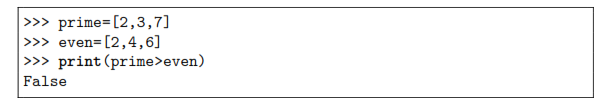 >>> prime=[2,3,7]
>>> even=[2,4,6]
>>> print(prime>even)
False